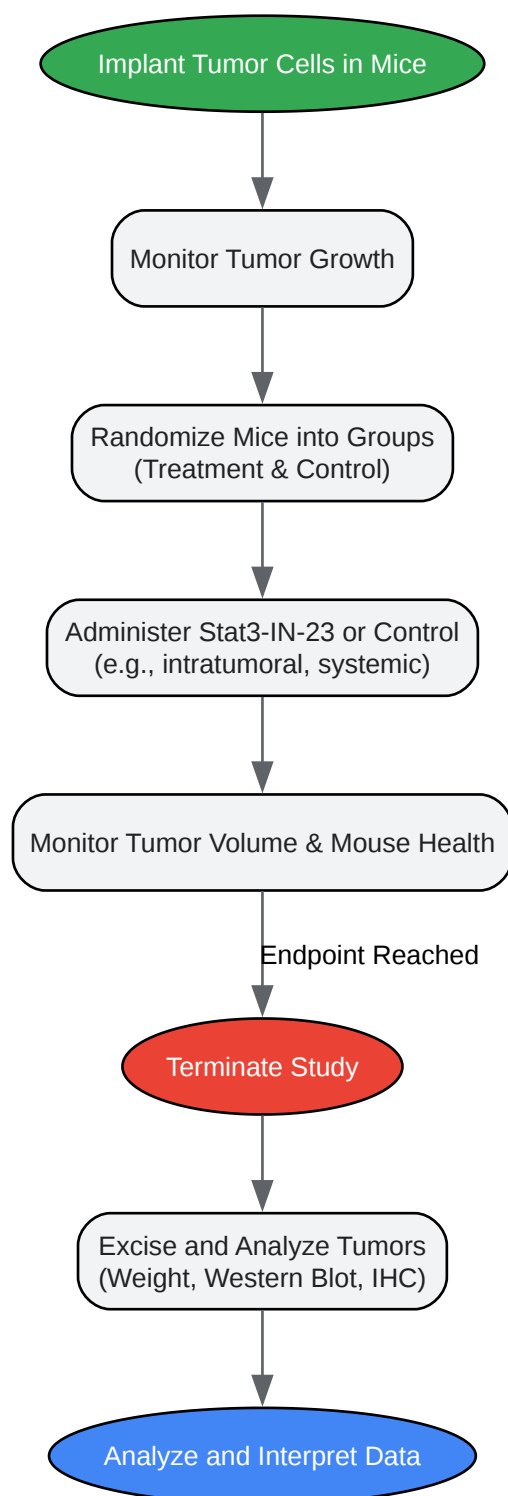 Implant Tumor Cells in Mice
Monitor Tumor Growth
Randomize Mice into Groups
(Treatment & Control)
Administer Stat3-IN-23 or Control
(e.g., intratumoral, systemic)
Monitor Tumor Volume & Mouse Health
Endpoint Reached
Terminate Study
Excise and Analyze Tumors
(Weight, Western Blot, IHC)
Analyze and Interpret Data